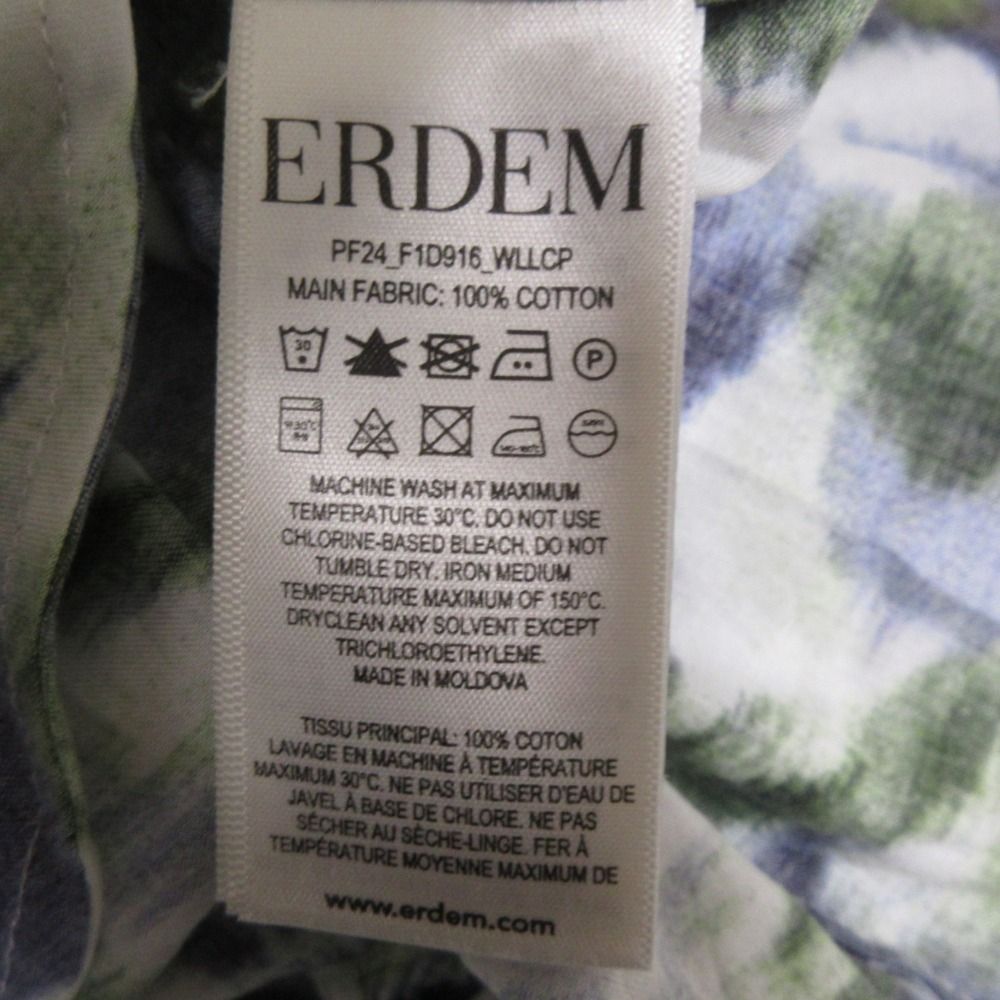 ERDEM
PF24_F1D916_WLLCP
MAIN FABRIC: 100% COTTON
30
P
MACHINE WASH AT MAXIMUM
TEMPERATURE 30°C. DO NOT USE
CHLORINE-BASED BLEACH. DO NOT
TUMBLE DRY. IRON MEDIUM
TEMPERATURE MAXIMUM OF 150°C.
DRYCLEAN ANY SOLVENT EXCEPT
TRICHLOROETHYLENE.
MADE IN MOLDOVA
TISSU PRINCIPAL: 100% COTON
LAVAGE EN MACHINE À TEMPÉRATURE
MAXIMUM 30°C. NE PAS UTILISER D'EAU DE
JAVEL À BASE DE CHLORE. NE PAS
SÉCHER AU SÈCHE-LINGE. FER À
TEMPÉRATURE MOYENNE MAXIMUM DE
www.erdem.com